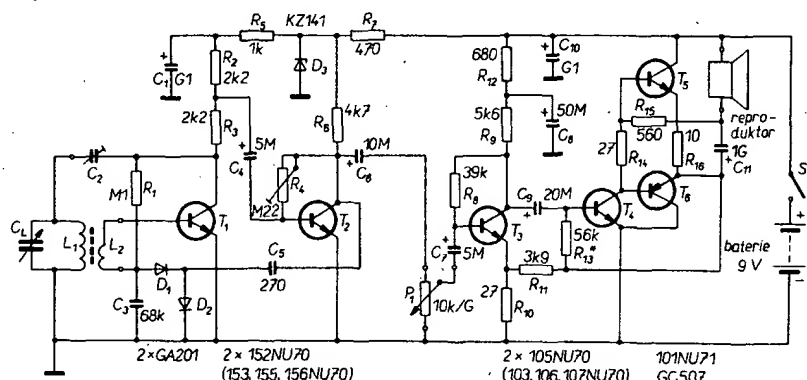 R5
1k
KZ141
R7
470
C1
G1
R2
2k2
D3
R6
4k7
680
R12
C10
G1
T5
R3
2k2
5M
C4
10M
C6
5k6
R9
50M
C8
R15
560
repro-
duktor
C2
M1
R1
R4
M22
39k
R8
C9
20M
27
R14
10
R16
1G
C11
S
CL
L1
L2
T1
T2
T3
T4
T6
C7
5M
56k
R13*
baterie
9 V
D1
D2
C5
270
C3
68k
P1
10k/G
3k9
R11
27
R10
2×GA201
2 × 152NU70
(153, 155, 156NU70)
2 × 105NU70
(103, 106, 107NU70)
101NU71
GC507